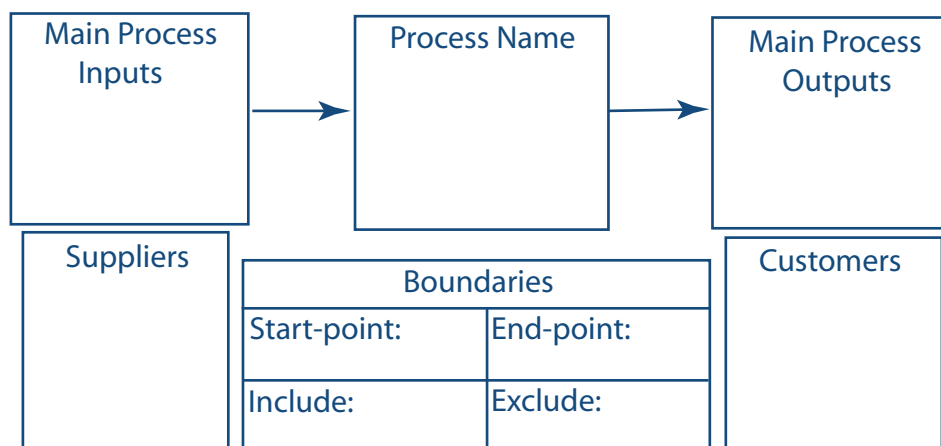 Main Process
Inputs
Process Name
Main Process
Outputs
Suppliers
Boundaries
Start-point:
End-point:
Include:
Exclude:
Customers